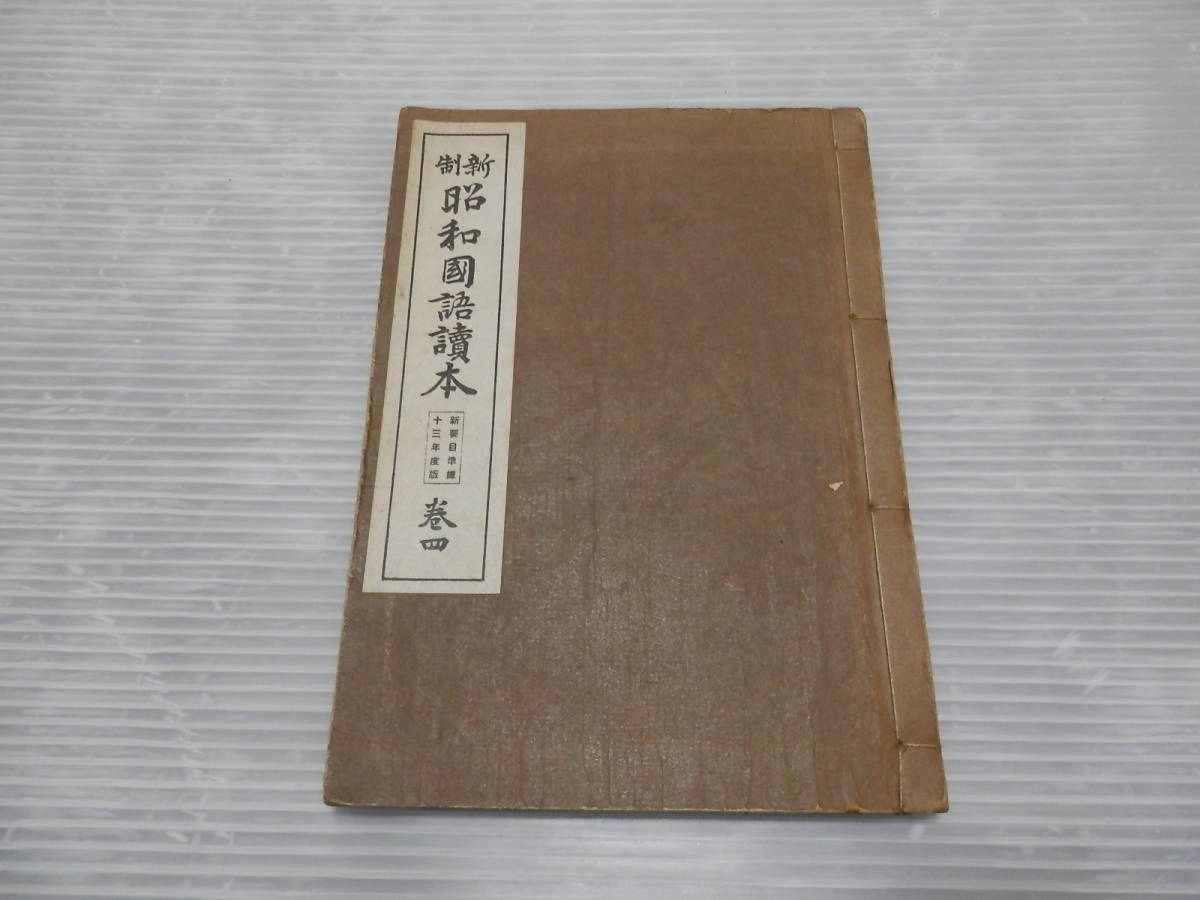 新制
昭和國語讀本
新要目準據
十三年度版
卷四